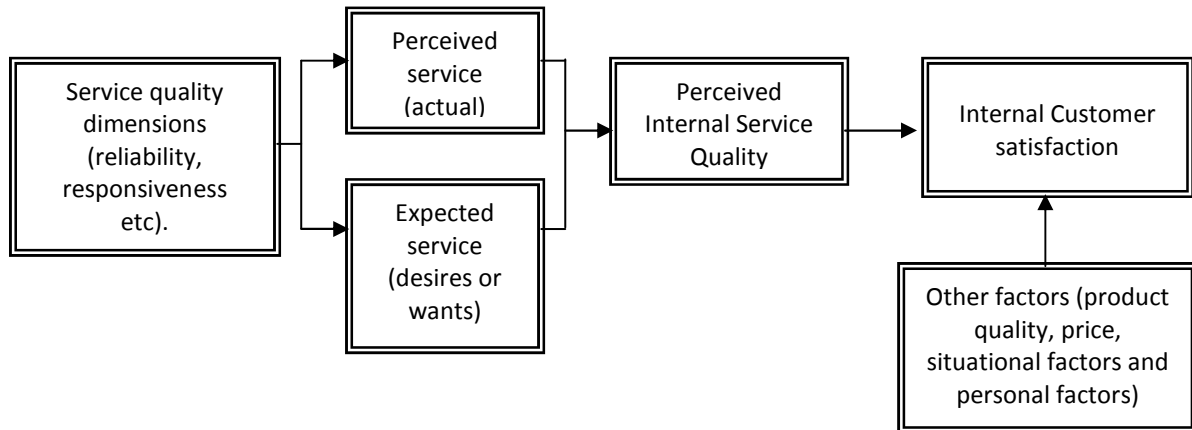 Service quality
dimensions
(reliability,
responsiveness
etc).
Perceived
service
(actual)
Expected
service
(desires or
wants)
Perceived
Internal Service
Quality
Internal Customer
satisfaction
Other factors (product
quality, price,
situational factors and
personal factors)